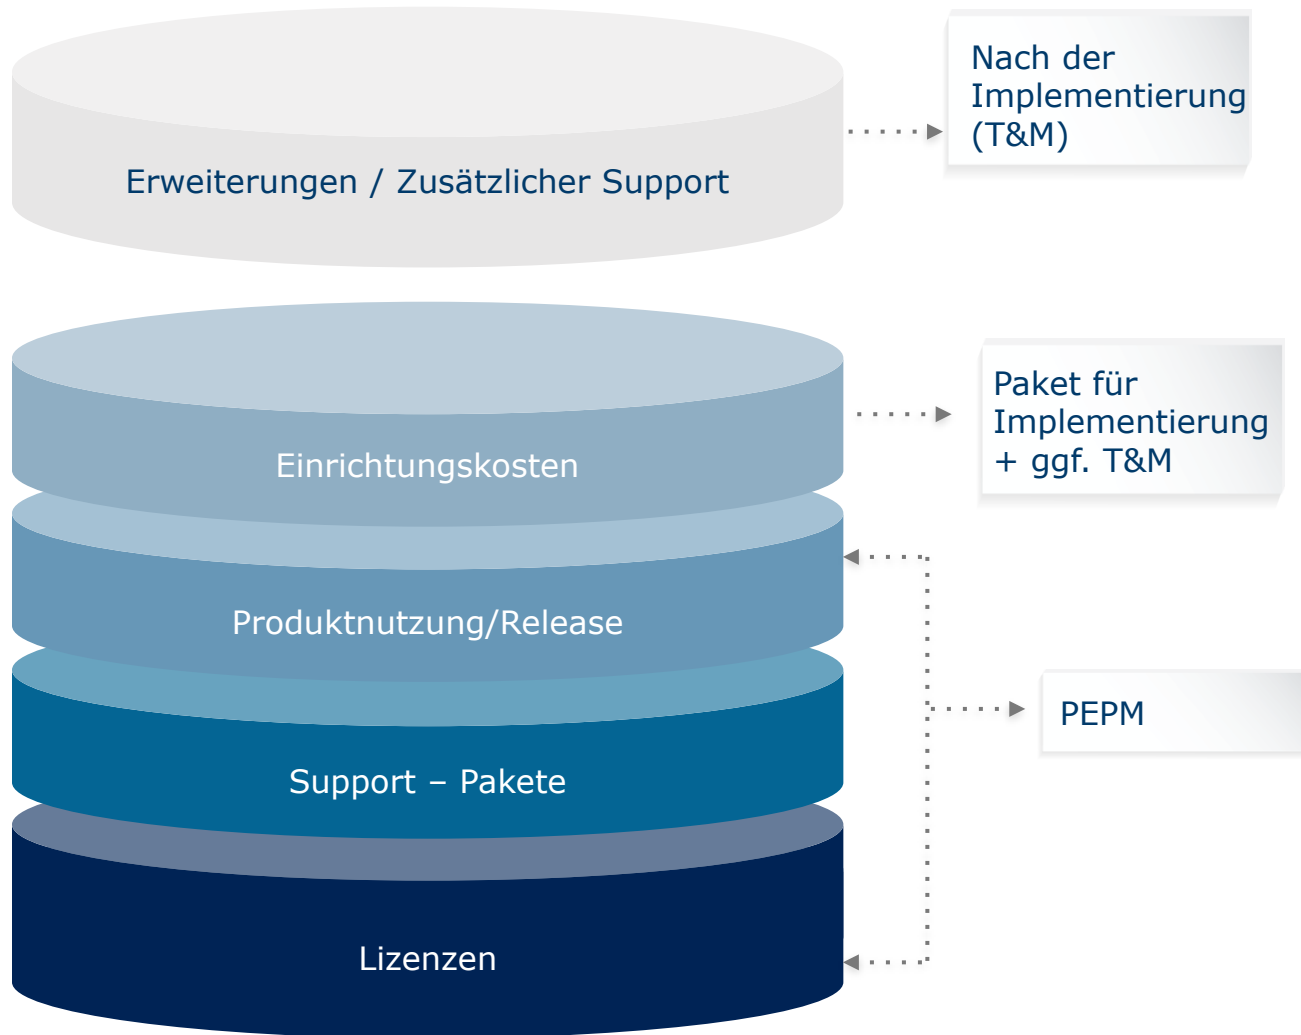 Nach der
Implementierung
(T&M)
Erweiterungen / Zusätzlicher Support
Paket für
Implementierung
+ ggf. T&M
Einrichtungskosten
Produktnutzung/Release
PEPM
Support – Pakete
Lizenzen